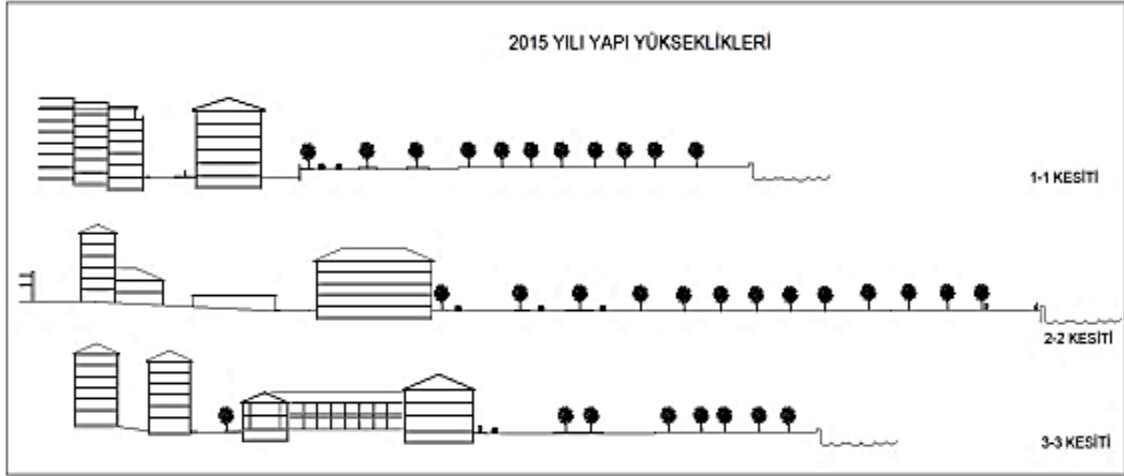 2015 YILI YAPI YÜKSEKLİKLERİ
1-1 KESİTİ
2-2 KESİTİ
3-3 KESİTİ